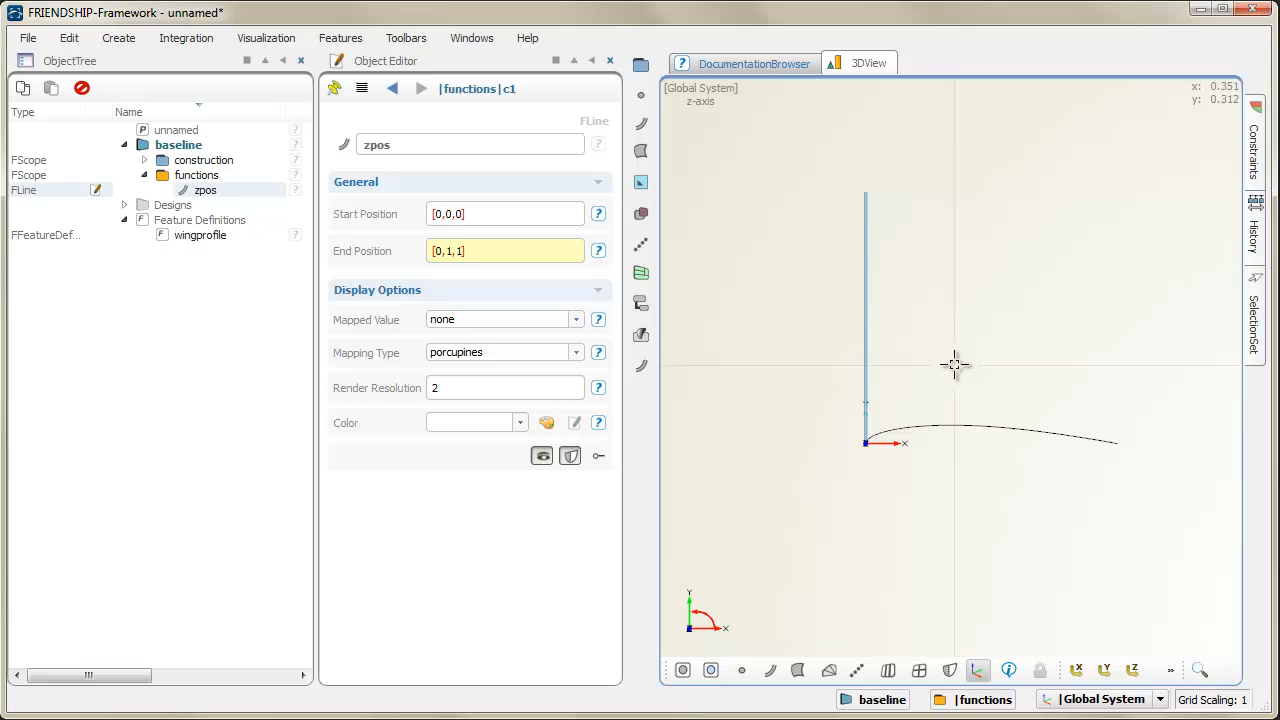 FRIENDSHIP-Framework - unnamed*
File Edit Create Integration Visualization Features Toolbars Windows Help
ObjectTree
Type Name
P unnamed ?
baseline ?
FScope construction ?
FScope functions ?
FLine zpos ?
Designs ?
F Feature Definitions ?
FFeatureDef... F wingprofile ?
Object Editor
|functions|c1
FLine
zpos ?
General
Start Position [0,0,0] ?
End Position [0,1,1] ?
Display Options
Mapped Value none ?
Mapping Type porcupines ?
Render Resolution 2 ?
Color ?
? DocumentationBrowser 3DView
[Global System]
z-axis
x: 0.351
y: 0.312
Y
X
Y
X
X Y Z »
baseline |functions |Global System Grid Scaling: 1
Constraints
History
SelectionSet